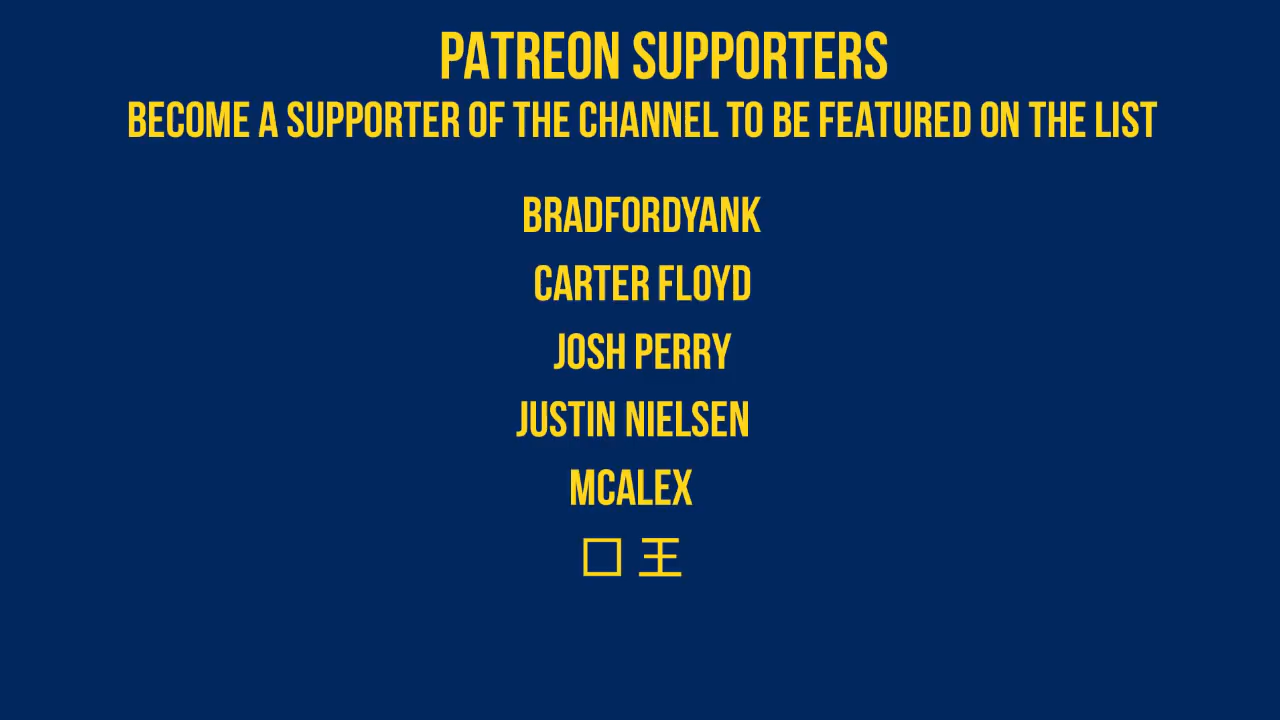 PATREON SUPPORTERS
BECOME A SUPPORTER OF THE CHANNEL TO BE FEATURED ON THE LIST
BRADFORDYANK
CARTER FLOYD
JOSH PERRY
JUSTIN NIELSEN
MCALEX
□ 王